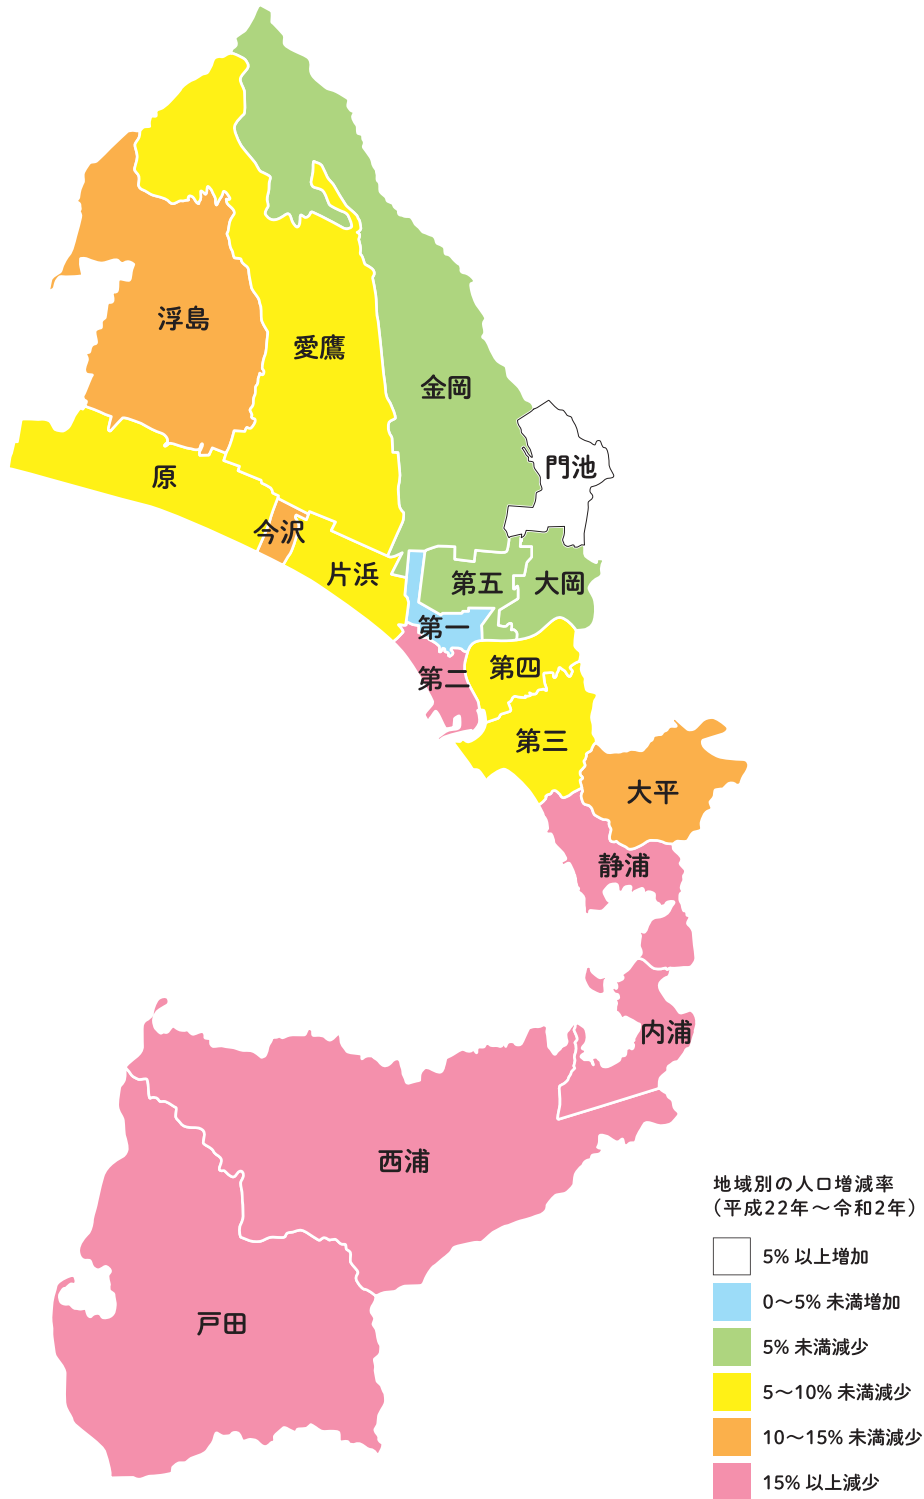 浮島
愛鷹
金岡
門池
原
今沢
片浜
第五
大岡
第一
第四
第二
第三
大平
静浦
内浦
西浦
戸田
地域別の人口増減率
（平成22年～令和2年）
5% 以上増加
0～5% 未満増加
5% 未満減少
5～10% 未満減少
10～15% 未満減少
15% 以上減少